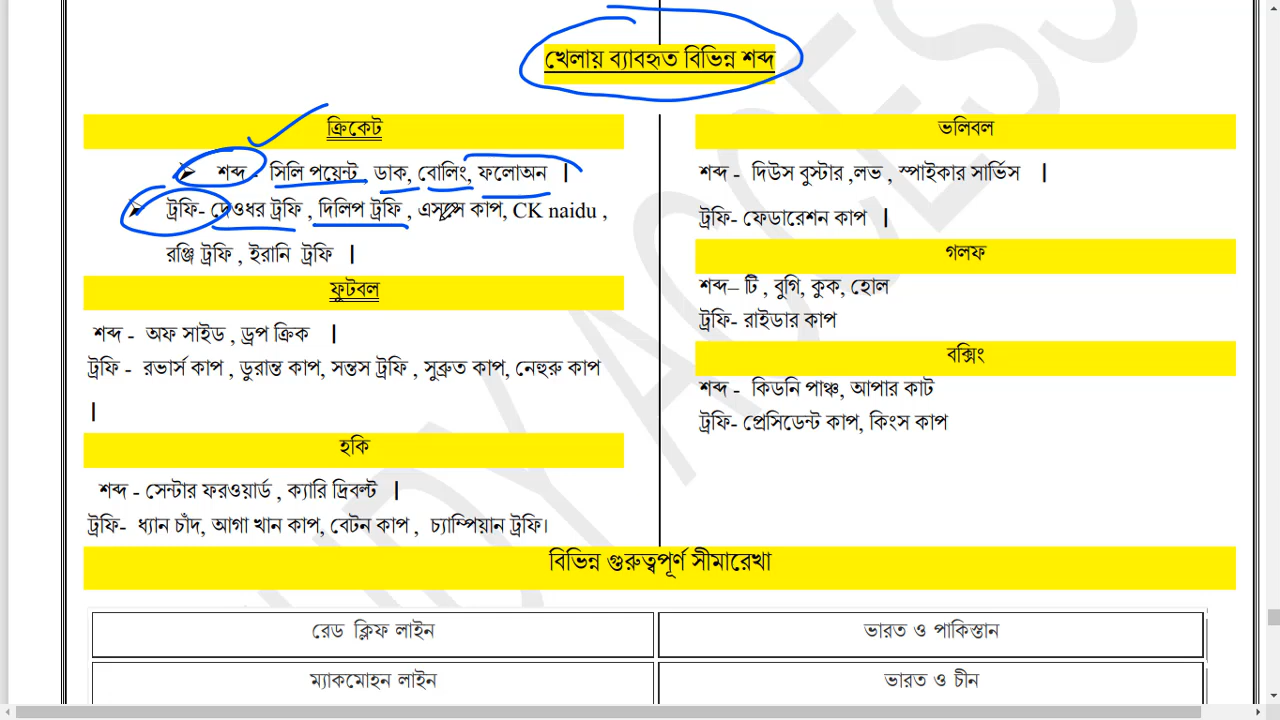 খেলায় ব্যাবহৃত বিভিন্ন শব্দ
ক্রিকেট
শব্দ - সিলি পয়েন্ট, ডাক, বোলিং, ফলোঅন |
ট্রফি- দেওধর ট্রফি , দিলিপ ট্রফি , এসসে কাপ, CK naidu ,
রঞ্জি ট্রফি , ইরানি ট্রফি |
ফুটবল
শব্দ - অফ সাইড , ড্রপ ক্রিক |
ট্রফি - রভার্স কাপ , ডুরান্ত কাপ, সন্তস ট্রফি , সুব্রুত কাপ, নেহুরু কাপ
|
হকি
শব্দ - সেন্টার ফরওয়ার্ড , ক্যারি দ্রিবল্ট |
ট্রফি- ধ্যান চাঁদ, আগা খান কাপ, বেটন কাপ , চ্যাম্পিয়ান ট্রফি।
ভলিবল
শব্দ - দিউস বুস্টার ,লভ , স্পাইকার সার্ভিস |
ট্রফি- ফেডারেশন কাপ |
গলফ
শব্দ– টি , বুগি, কুক, হোল
ট্রফি- রাইডার কাপ
বক্সিং
শব্দ - কিডনি পাঞ্চ, আপার কাট
ট্রফি- প্রেসিডেন্ট কাপ, কিংস কাপ
বিভিন্ন গুরুত্বপূর্ণ সীমারেখা
রেড ক্লিফ লাইন
ভারত ও পাকিস্তান
ম্যাকমোহন লাইন
ভারত ও চীন